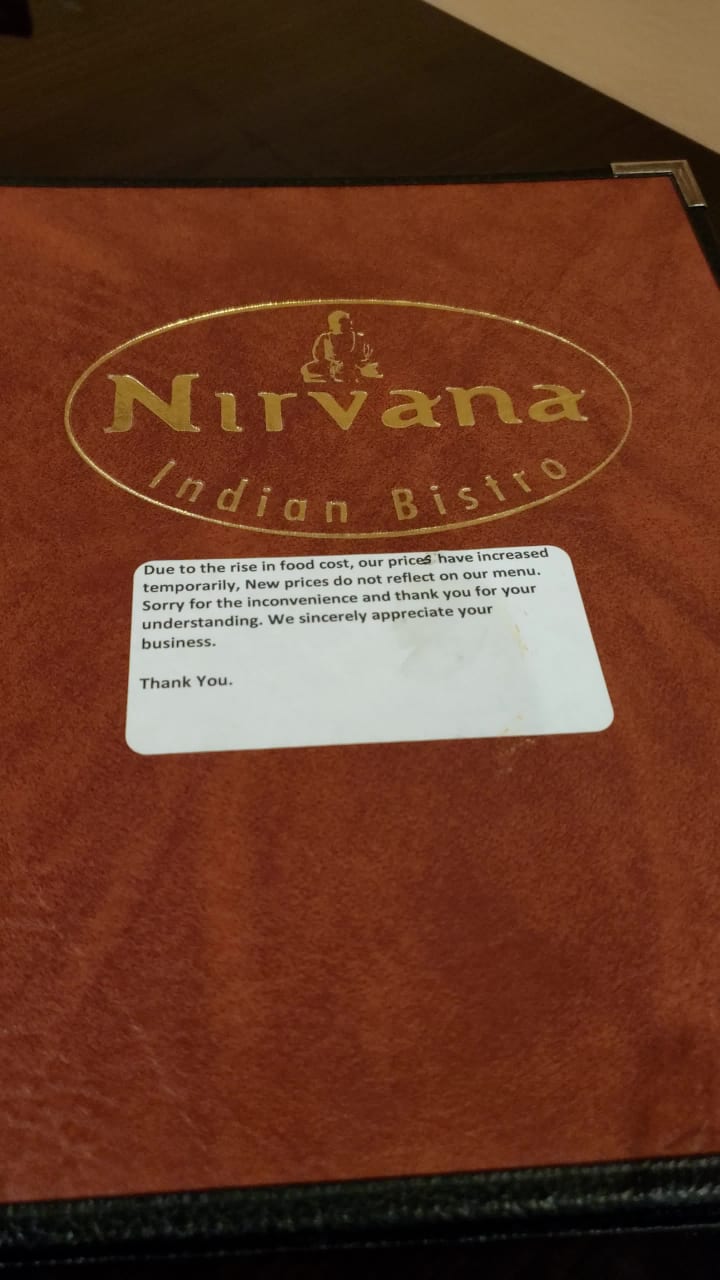 Nirvana
Indian Bistro
Due to the rise in food cost, our prices have increased
temporarily, New prices do not reflect on our menu.
Sorry for the inconvenience and thank you for your
understanding. We sincerely appreciate your
business.
Thank You.